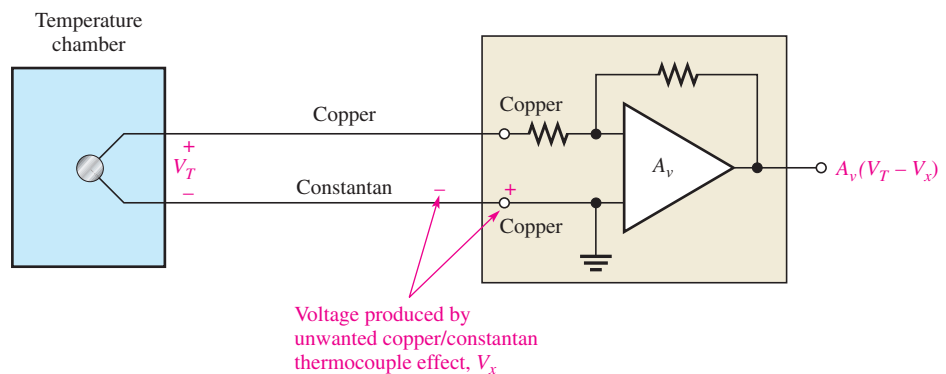 Temperature
chamber
Copper
Copper
+
V_T
−
Constantan
−
+
Copper
A_v
A_v(V_T − V_x)
Voltage produced by
unwanted copper/constantan
thermocouple effect, V_x